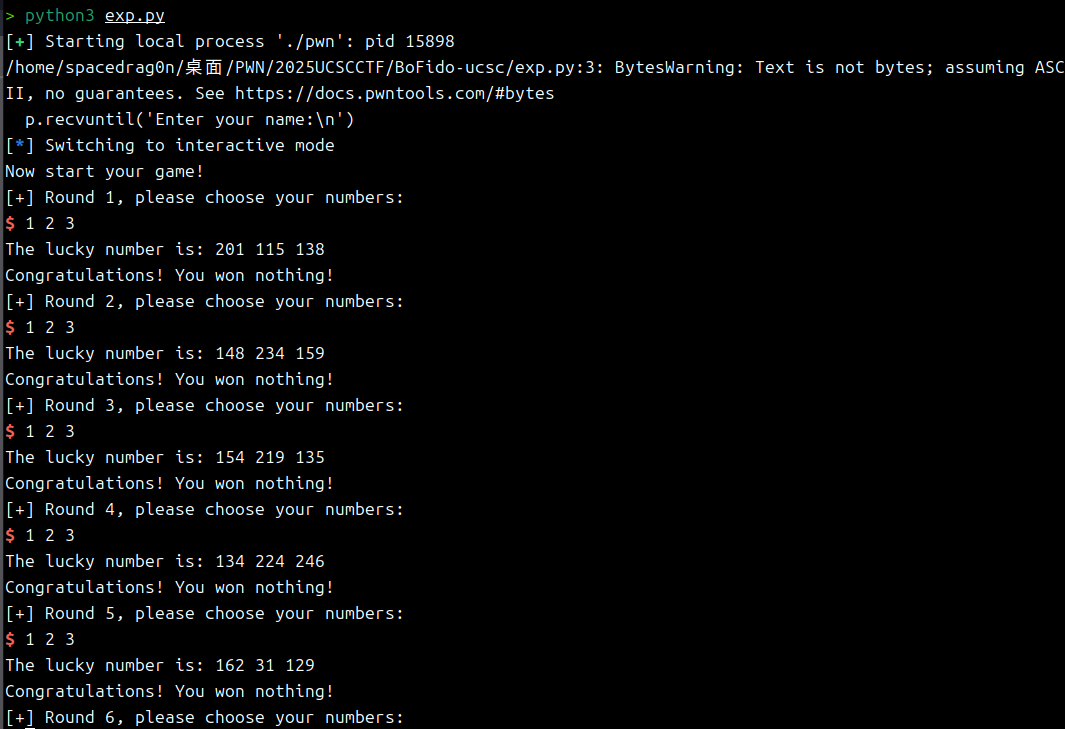 > python3 exp.py
[+] Starting local process './pwn': pid 15898
/home/spacedrag0n/桌面/PWN/2025UCSCCTF/BoFido-ucsc/exp.py:3: BytesWarning: Text is not bytes; assuming ASC
II, no guarantees. See https://docs.pwntools.com/#bytes
  p.recvuntil('Enter your name:\n')
[*] Switching to interactive mode
Now start your game!
[+] Round 1, please choose your numbers:
$ 1 2 3
The lucky number is: 201 115 138
Congratulations! You won nothing!
[+] Round 2, please choose your numbers:
$ 1 2 3
The lucky number is: 148 234 159
Congratulations! You won nothing!
[+] Round 3, please choose your numbers:
$ 1 2 3
The lucky number is: 154 219 135
Congratulations! You won nothing!
[+] Round 4, please choose your numbers:
$ 1 2 3
The lucky number is: 134 224 246
Congratulations! You won nothing!
[+] Round 5, please choose your numbers:
$ 1 2 3
The lucky number is: 162 31 129
Congratulations! You won nothing!
[+] Round 6, please choose your numbers: